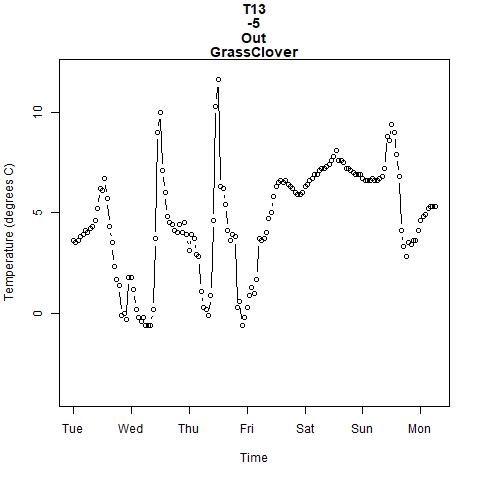 T13
-5
Out
GrassClover
Temperature (degrees C)
10
5
0
Tue Wed Thu Fri Sat Sun Mon
Time